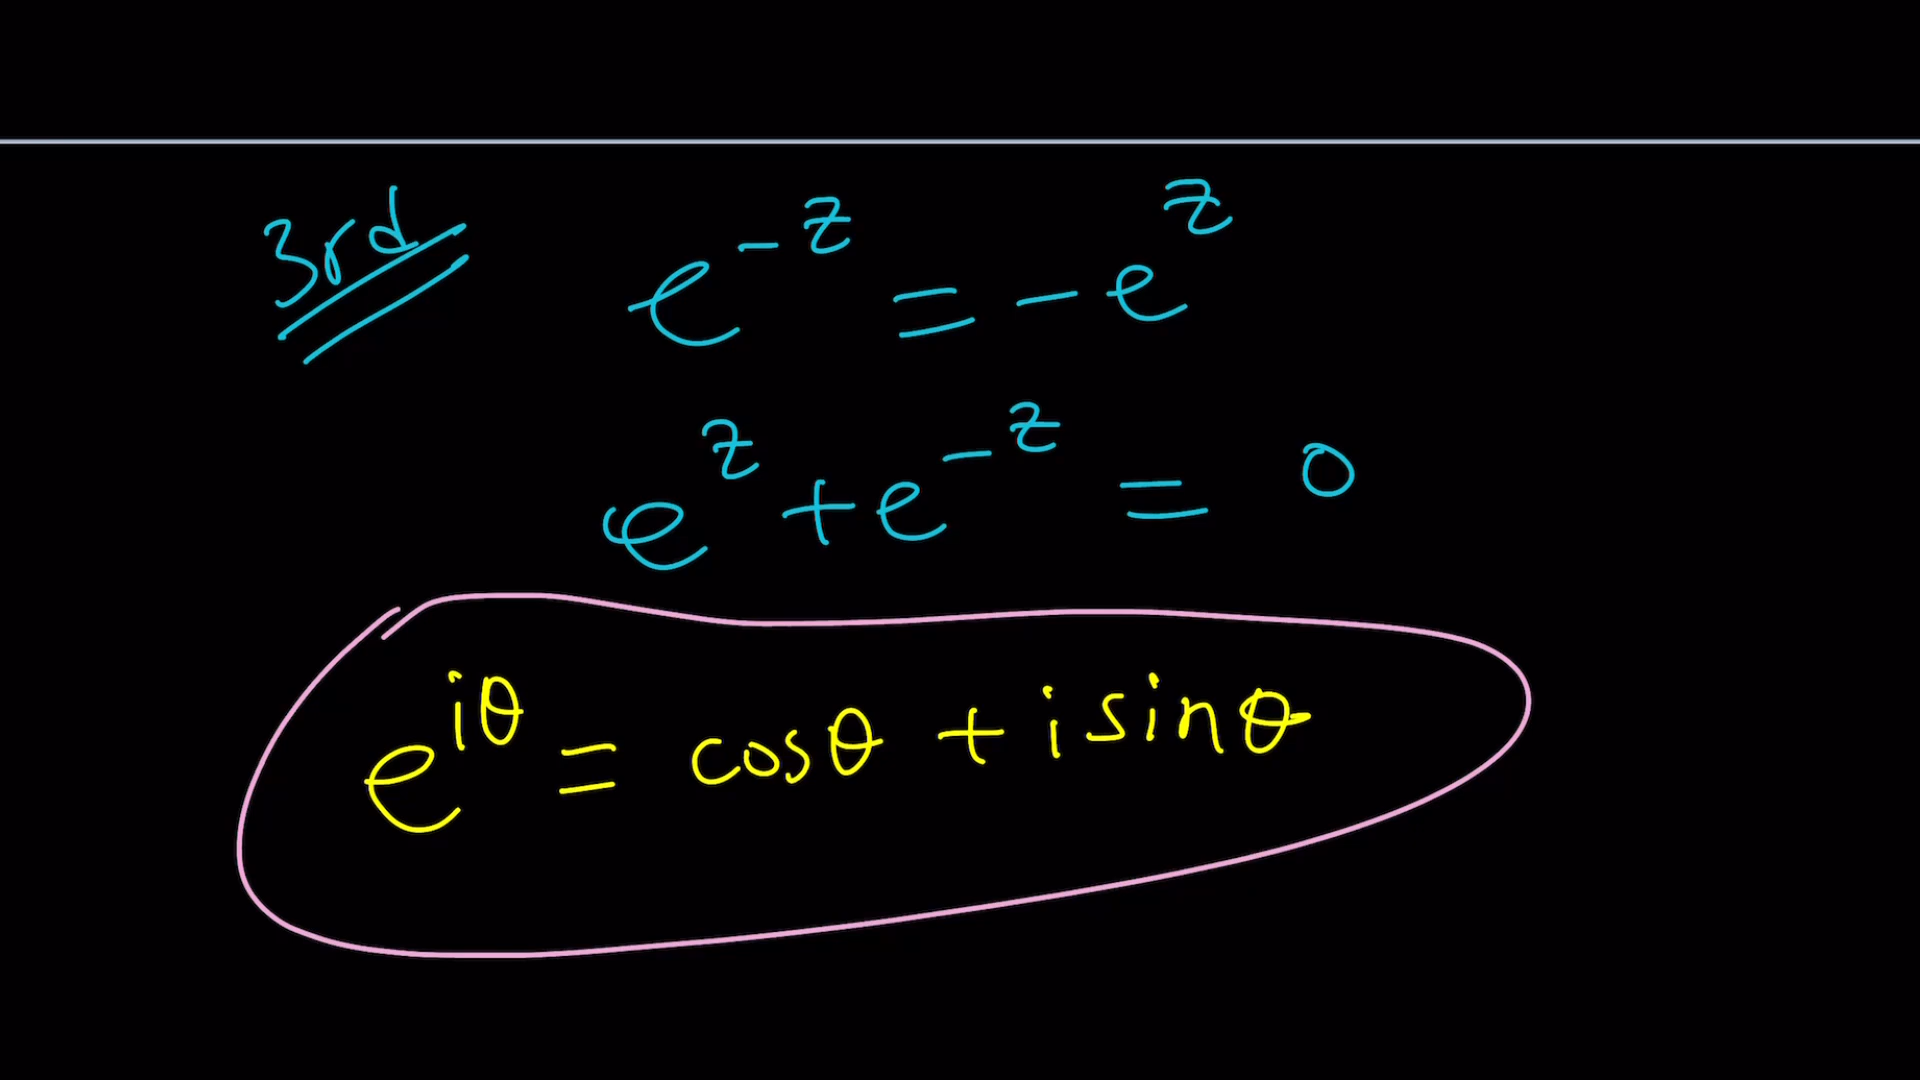 3rd
e^{-z} = -e^z
e^z + e^{-z} = 0
e^{iθ} = cosθ + i sinθ